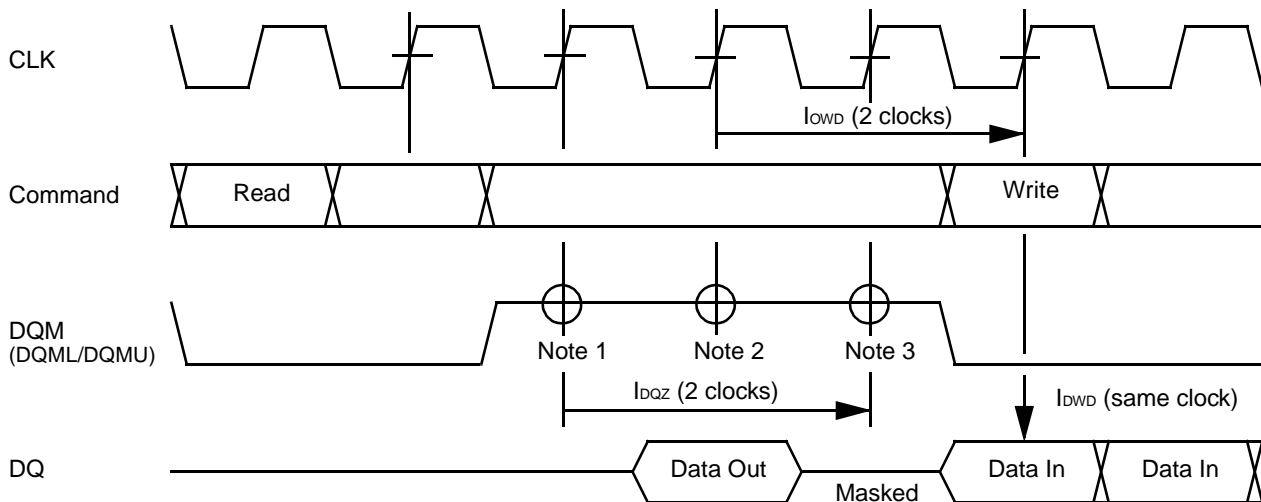 CLK
IOWD (2 clocks)
Command
Read
Write
DQM
(DQML/DQMU)
Note 1
Note 2
Note 3
IDQZ (2 clocks)
IDWD (same clock)
DQ
Data Out
Masked
Data In
Data In